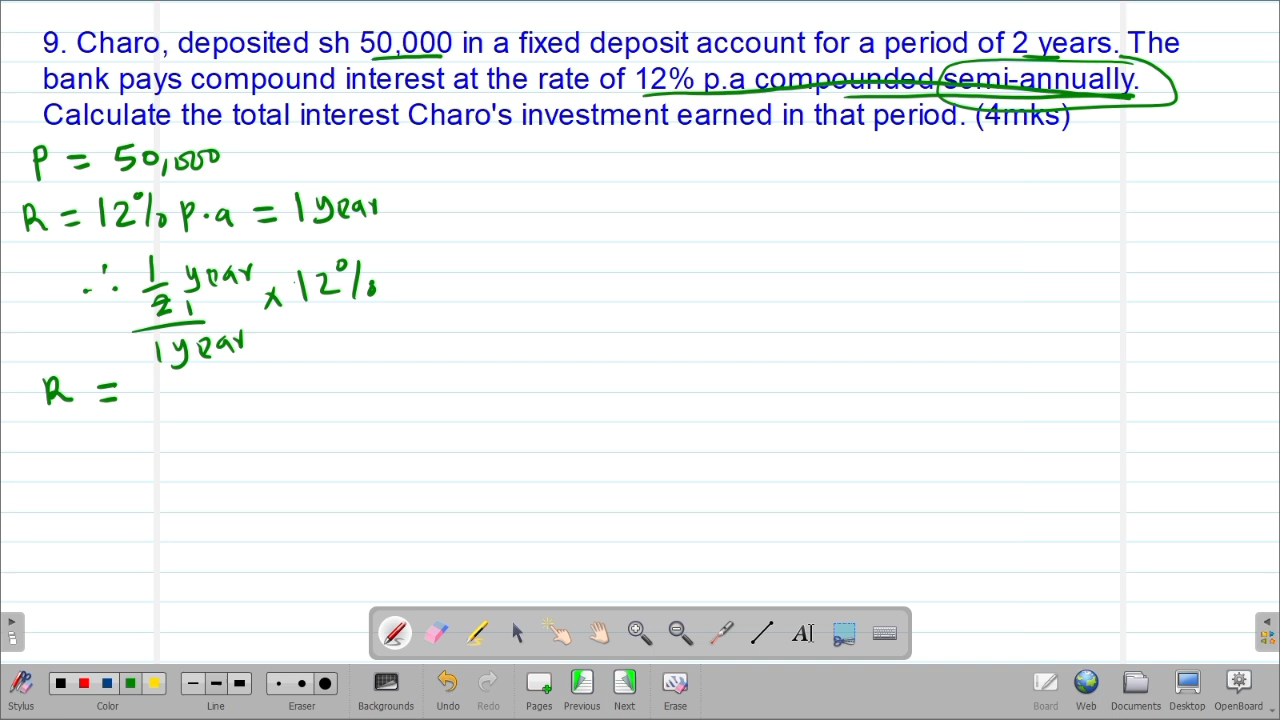 9. Charo, deposited sh 50,000 in a fixed deposit account for a period of 2 years. The
bank pays compound interest at the rate of 12% p.a compounded semi-annually.
Calculate the total interest Charo's investment earned in that period. (4mks)
P = 50,000
R = 12% p.a = 1 year
∴ 1/2 year / 1 year × 12%
R =
Stylus
Color
Line
Eraser
Backgrounds
Undo
Redo
Pages
Previous
Next
Erase
Board
Web
Documents
Desktop
OpenBoard